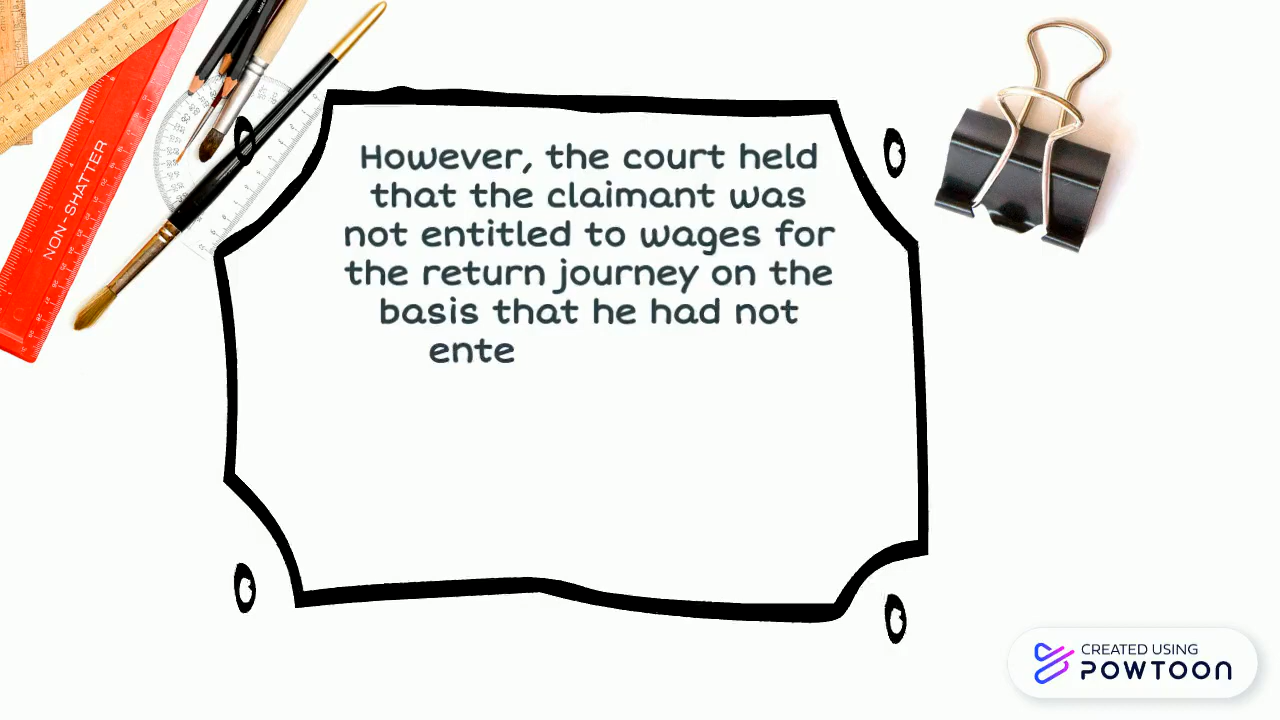 However, the court held
that the claimant was
not entitled to wages for
the return journey on the
basis that he had not
ente
NON-SHATTER
CREATED USING
POWTOON